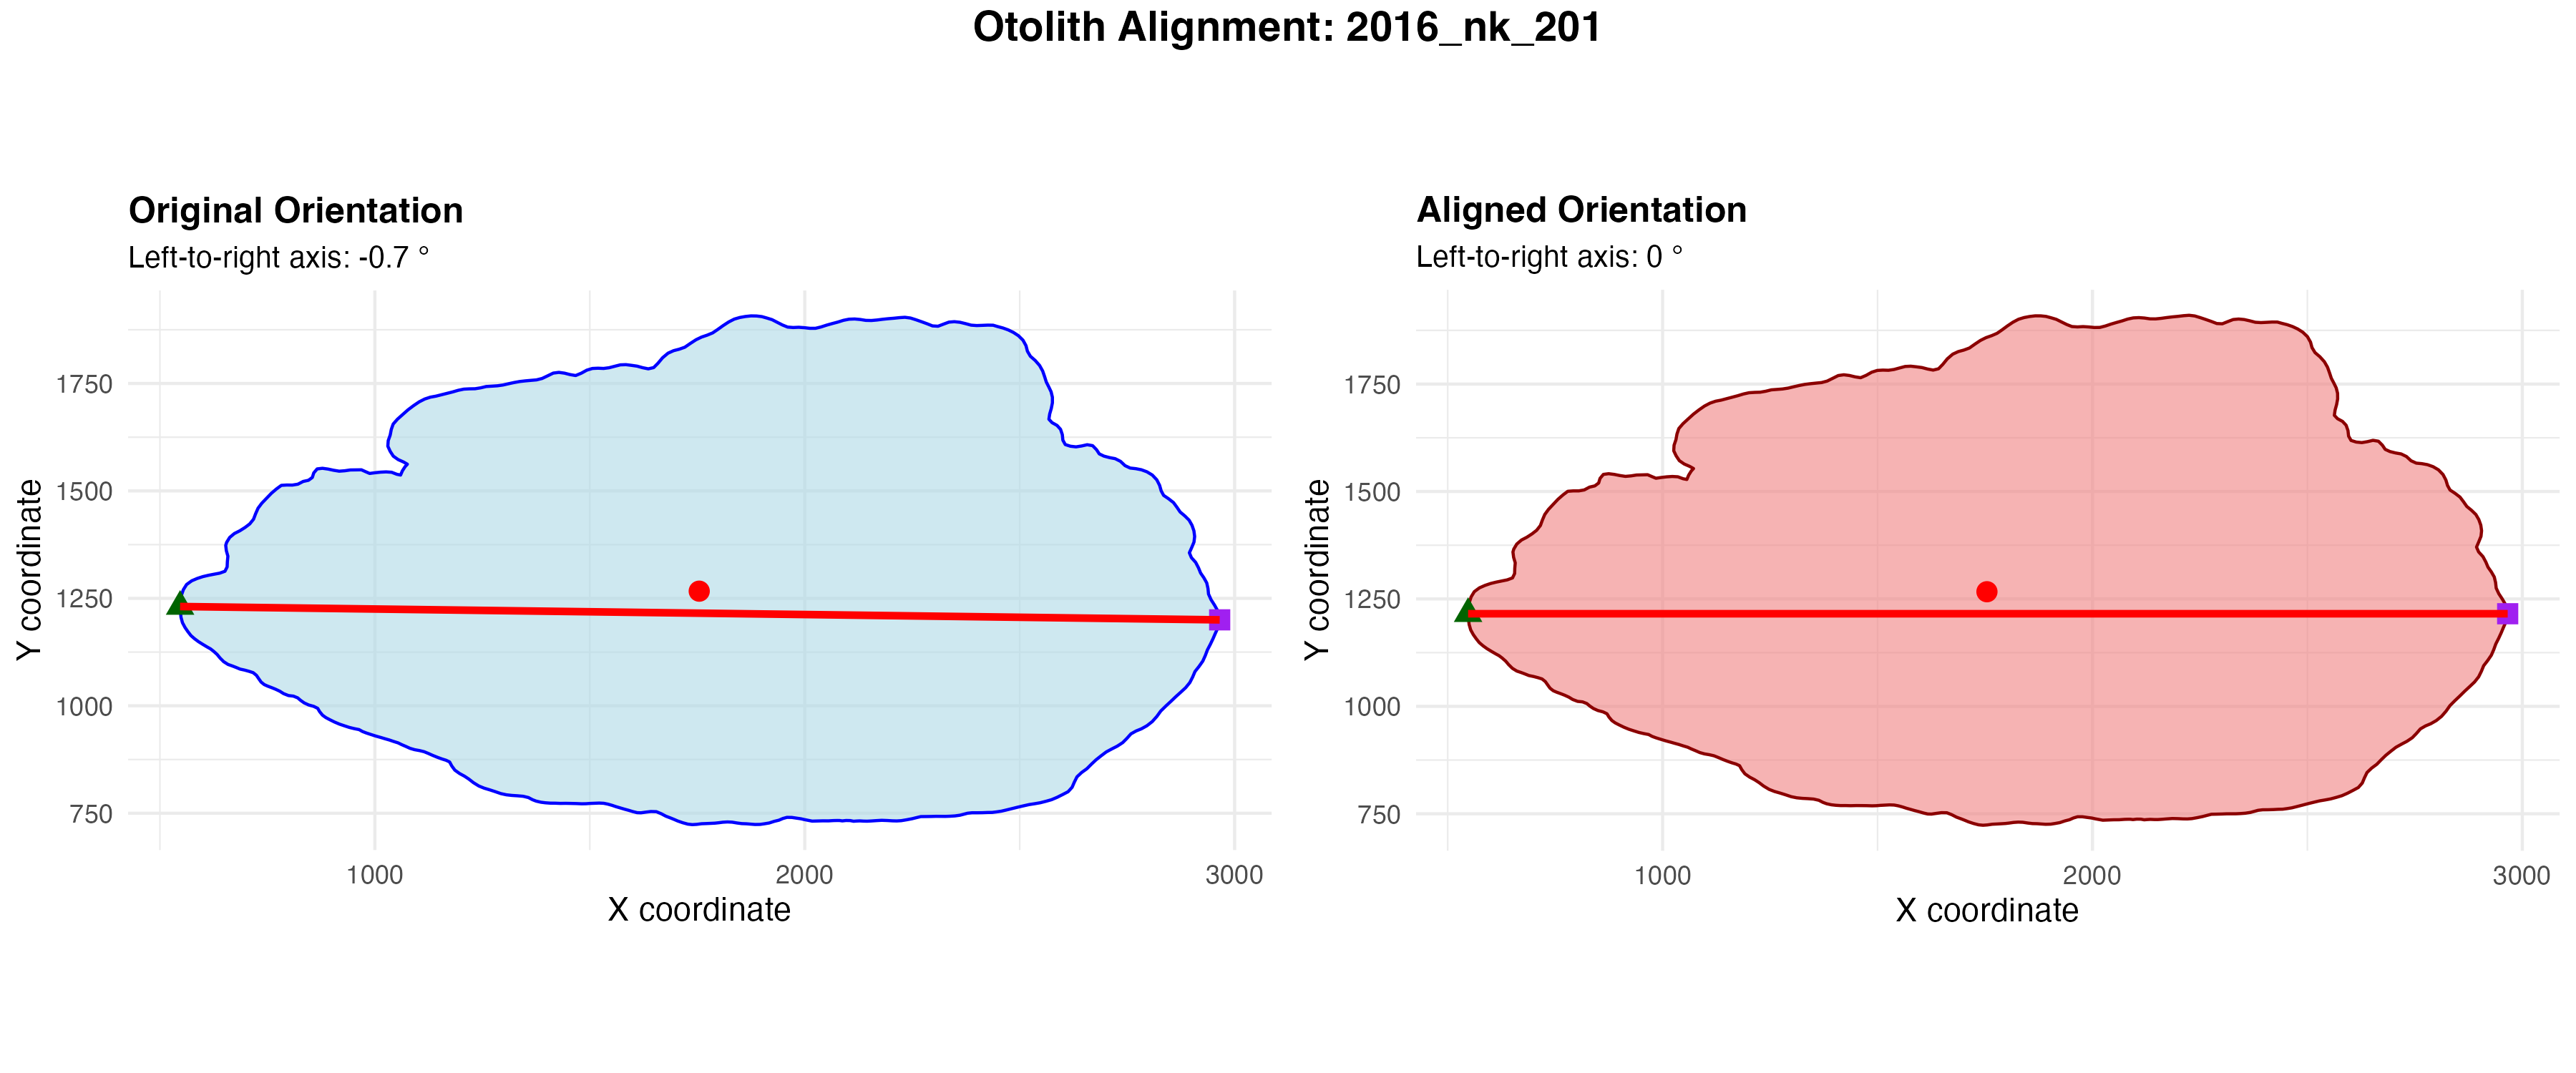 Otolith Alignment: 2016_nk_201
Original Orientation
Left-to-right axis: -0.7 °
Y coordinate
1750
1500
1250
1000
750
1000
2000
3000
X coordinate
Aligned Orientation
Left-to-right axis: 0 °
Y coordinate
1750
1500
1250
1000
750
1000
2000
3000
X coordinate